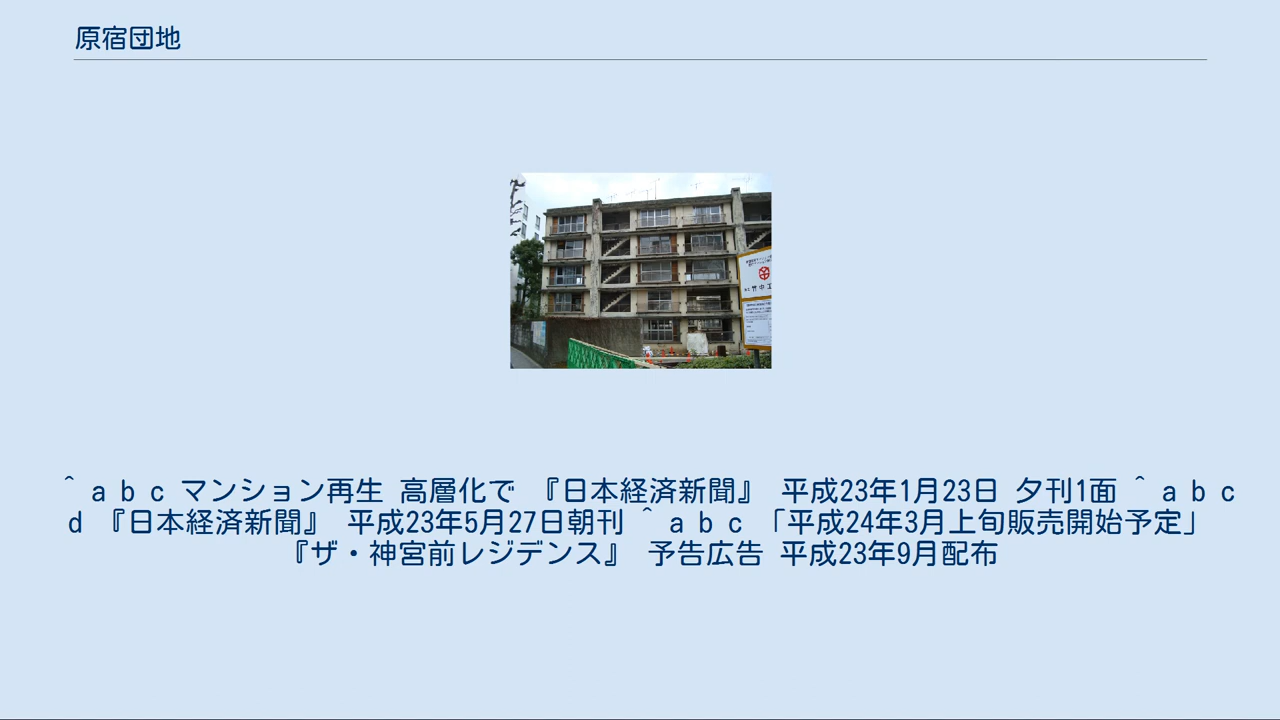 原宿団地
^ a b c マンション再生 高層化で 『日本経済新聞』 平成23年1月23日 夕刊1面 ^ a b c
d 『日本経済新聞』 平成23年5月27日朝刊 ^ a b c 「平成24年3月上旬販売開始予定」
『ザ・神宮前レジデンス』 予告広告 平成23年9月配布